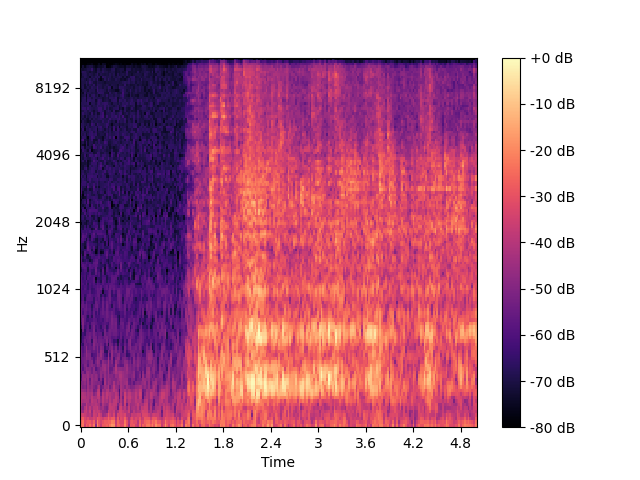 8192
4096
2048
1024
512
0
Hz
0
0.6
1.2
1.8
2.4
3
3.6
4.2
4.8
Time
+0 dB
-10 dB
-20 dB
-30 dB
-40 dB
-50 dB
-60 dB
-70 dB
-80 dB